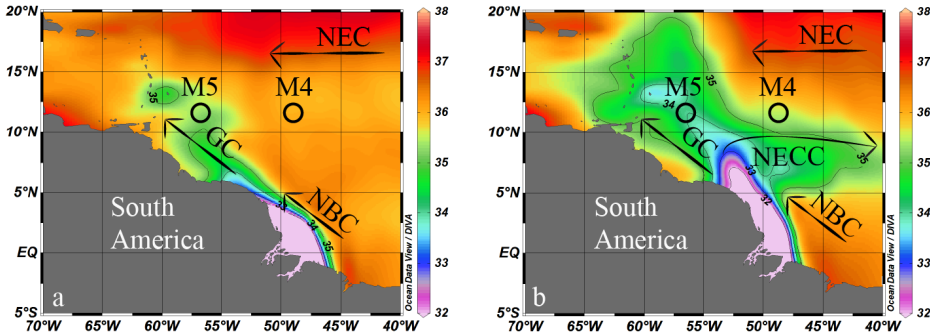 20°N
15°N
10°N
5°N
EQ
5°S
70°W 65°W 60°W 55°W 50°W 45°W 40°W
NEC
M5
M4
GC
NBC
35
33
34
35
South
America
a
38
37
36
35
34
33
32
Ocean Data View / DIVA
20°N
15°N
10°N
5°N
EQ
5°S
70°W 65°W 60°W 55°W 50°W 45°W 40°W
NEC
M5
M4
GC
NECC
NBC
35
34
35
33
32
South
America
b
38
37
36
35
34
33
32
Ocean Data View / DIVA